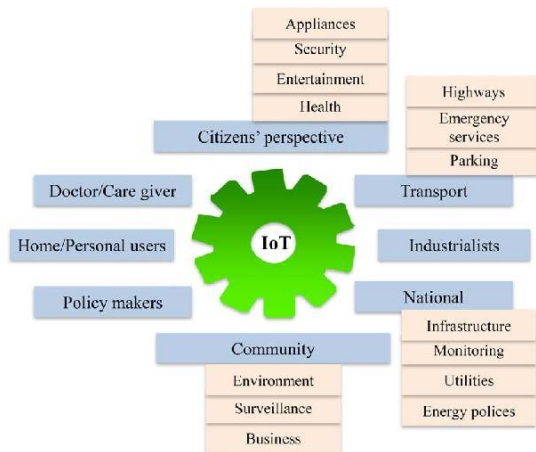 Appliances
Security
Entertainment
Health
Citizens' perspective
Highways
Emergency
services
Parking
Doctor/Care giver
Transport
Home/Personal users
IoT
Industrialists
Policy makers
National
Infrastructure
Monitoring
Utilities
Energy polices
Community
Environment
Surveillance
Business